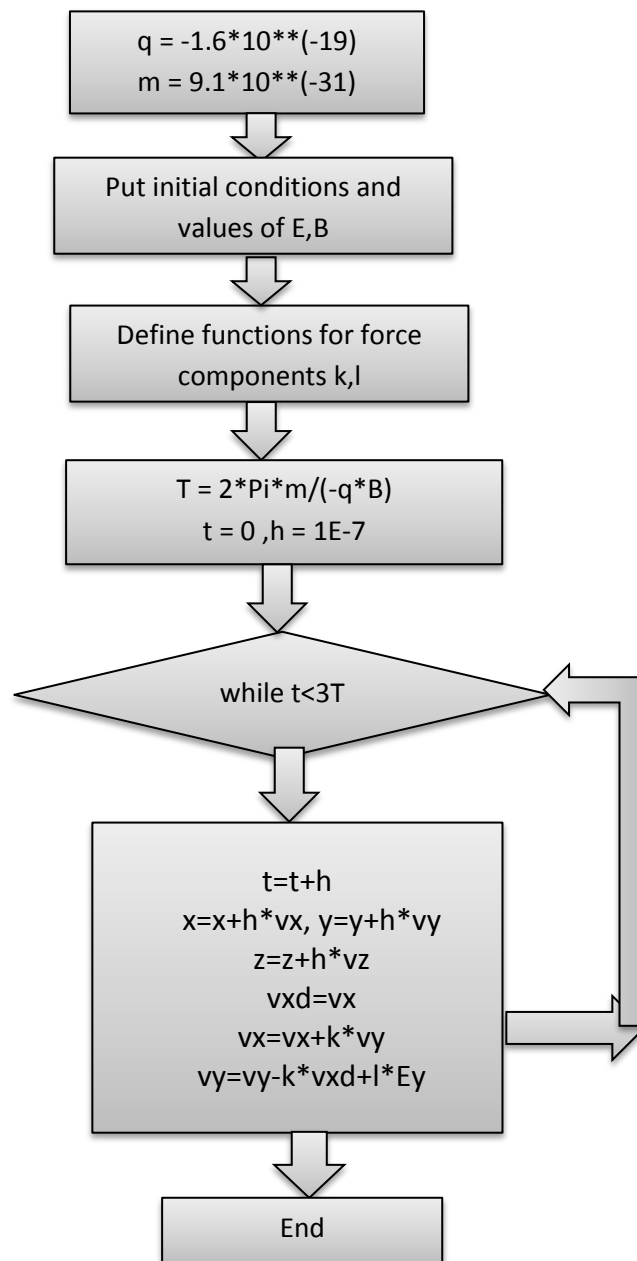 q = -1.6*10**(-19)
m = 9.1*10**(-31)
Put initial conditions and
values of E,B
Define functions for force
components k,l
T = 2*Pi*m/(-q*B)
t = 0 ,h = 1E-7
while t<3T
t=t+h
x=x+h*vx, y=y+h*vy
z=z+h*vz
vxd=vx
vx=vx+k*vy
vy=vy-k*vxd+l*Ey
End